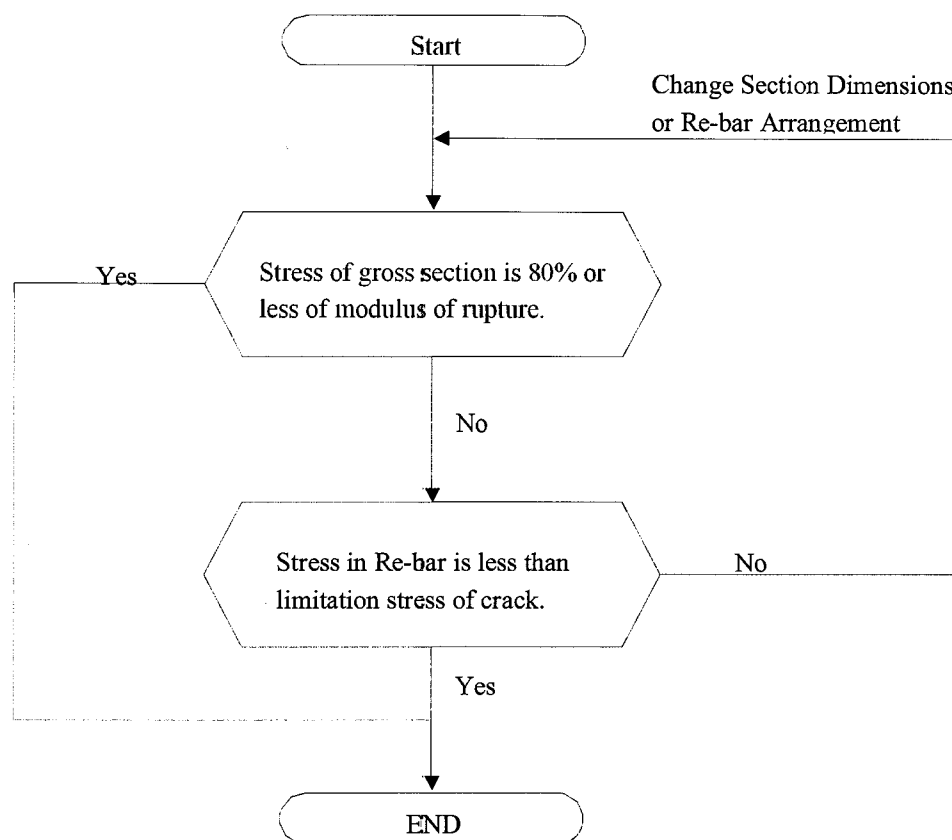 Start
Change Section Dimensions
or Re-bar Arrangement
Yes
Stress of gross section is 80% or
less of modulus of rupture.
No
Stress in Re-bar is less than
limitation stress of crack.
No
Yes
END